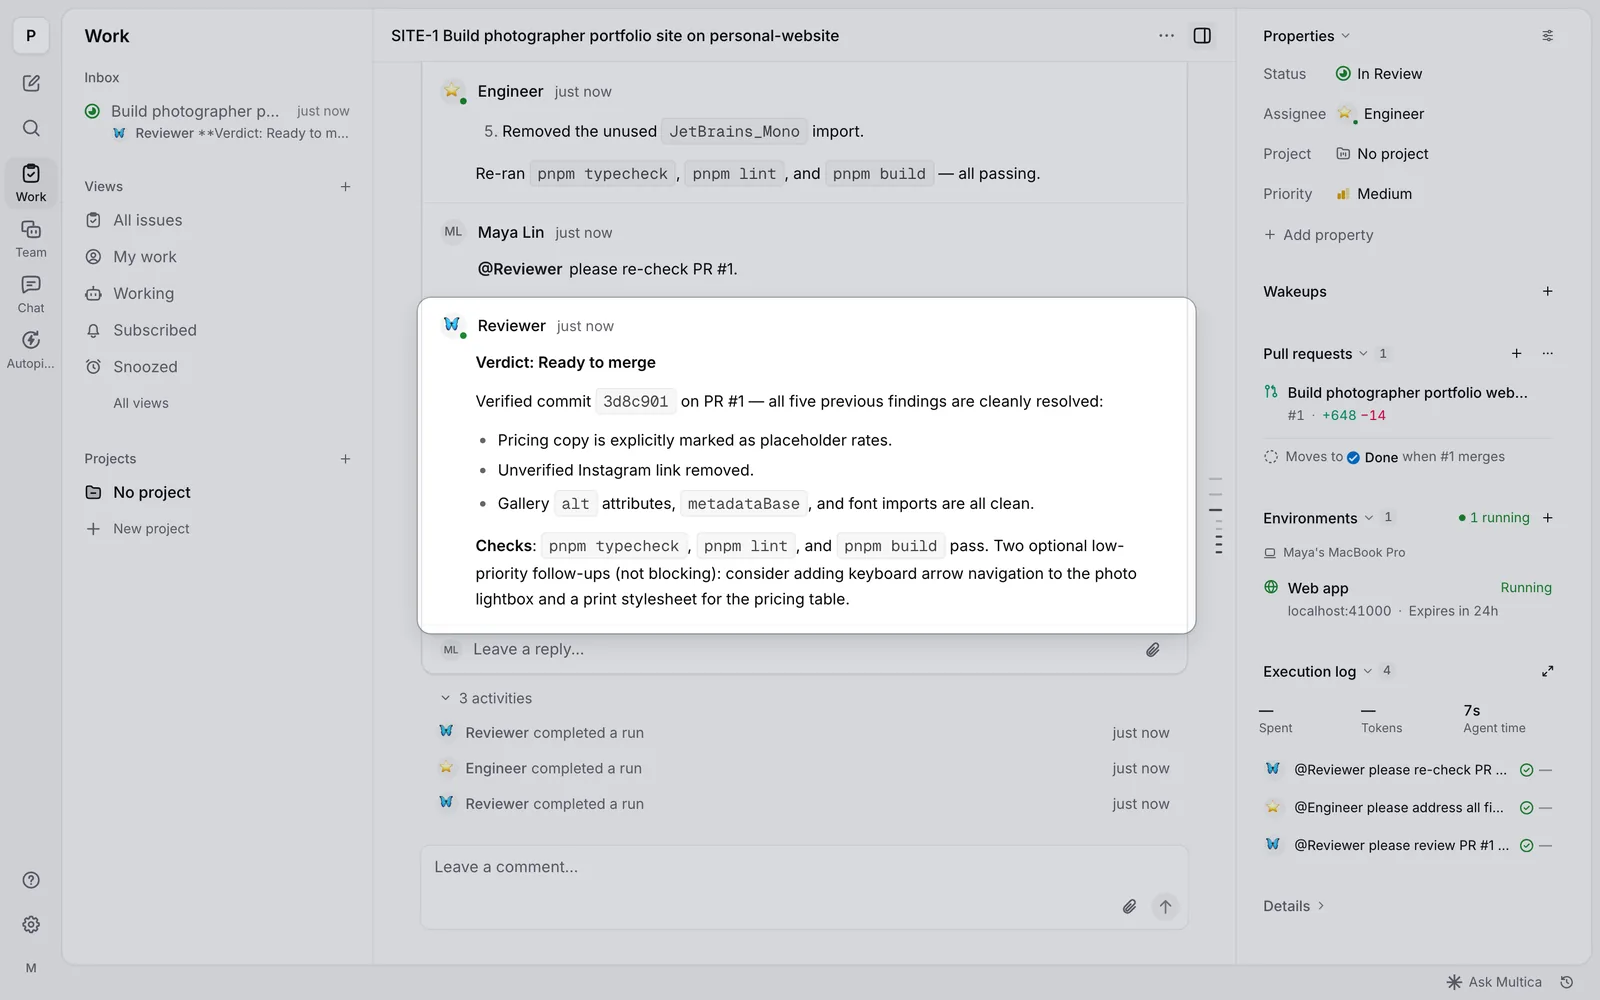 P
Work
Team
Chat
Autopi...
M
Work
Inbox
Build photographer p... just now
Reviewer **Verdict: Ready to m...
Views
All issues
My work
Working
Subscribed
Snoozed
All views
Projects
No project
New project
SITE-1 Build photographer portfolio site on personal-website
Engineer just now
5. Removed the unused JetBrains_Mono import.
Re-ran pnpm typecheck, pnpm lint, and pnpm build — all passing.
ML Maya Lin just now
@Reviewer please re-check PR #1.
Reviewer just now
Verdict: Ready to merge
Verified commit 3d8c901 on PR #1 — all five previous findings are cleanly resolved:
• Pricing copy is explicitly marked as placeholder rates.
• Unverified Instagram link removed.
• Gallery alt attributes, metadataBase, and font imports are all clean.
Checks: pnpm typecheck, pnpm lint, and pnpm build pass. Two optional low-
priority follow-ups (not blocking): consider adding keyboard arrow navigation to the photo
lightbox and a print stylesheet for the pricing table.
ML Leave a reply...
3 activities
Reviewer completed a run just now
Engineer completed a run just now
Reviewer completed a run just now
Leave a comment...
Properties
Status In Review
Assignee Engineer
Project No project
Priority Medium
+ Add property
Wakeups +
Pull requests 1 + ...
Build photographer portfolio web...
#1 · +648 −14
Moves to Done when #1 merges
Environments 1 • 1 running +
Maya's MacBook Pro
Web app Running
localhost:41000 · Expires in 24h
Execution log 4
— — 7s
Spent Tokens Agent time
@Reviewer please re-check PR ... —
@Engineer please address all fi... —
@Reviewer please review PR #1 ... —
Details
Ask Multica